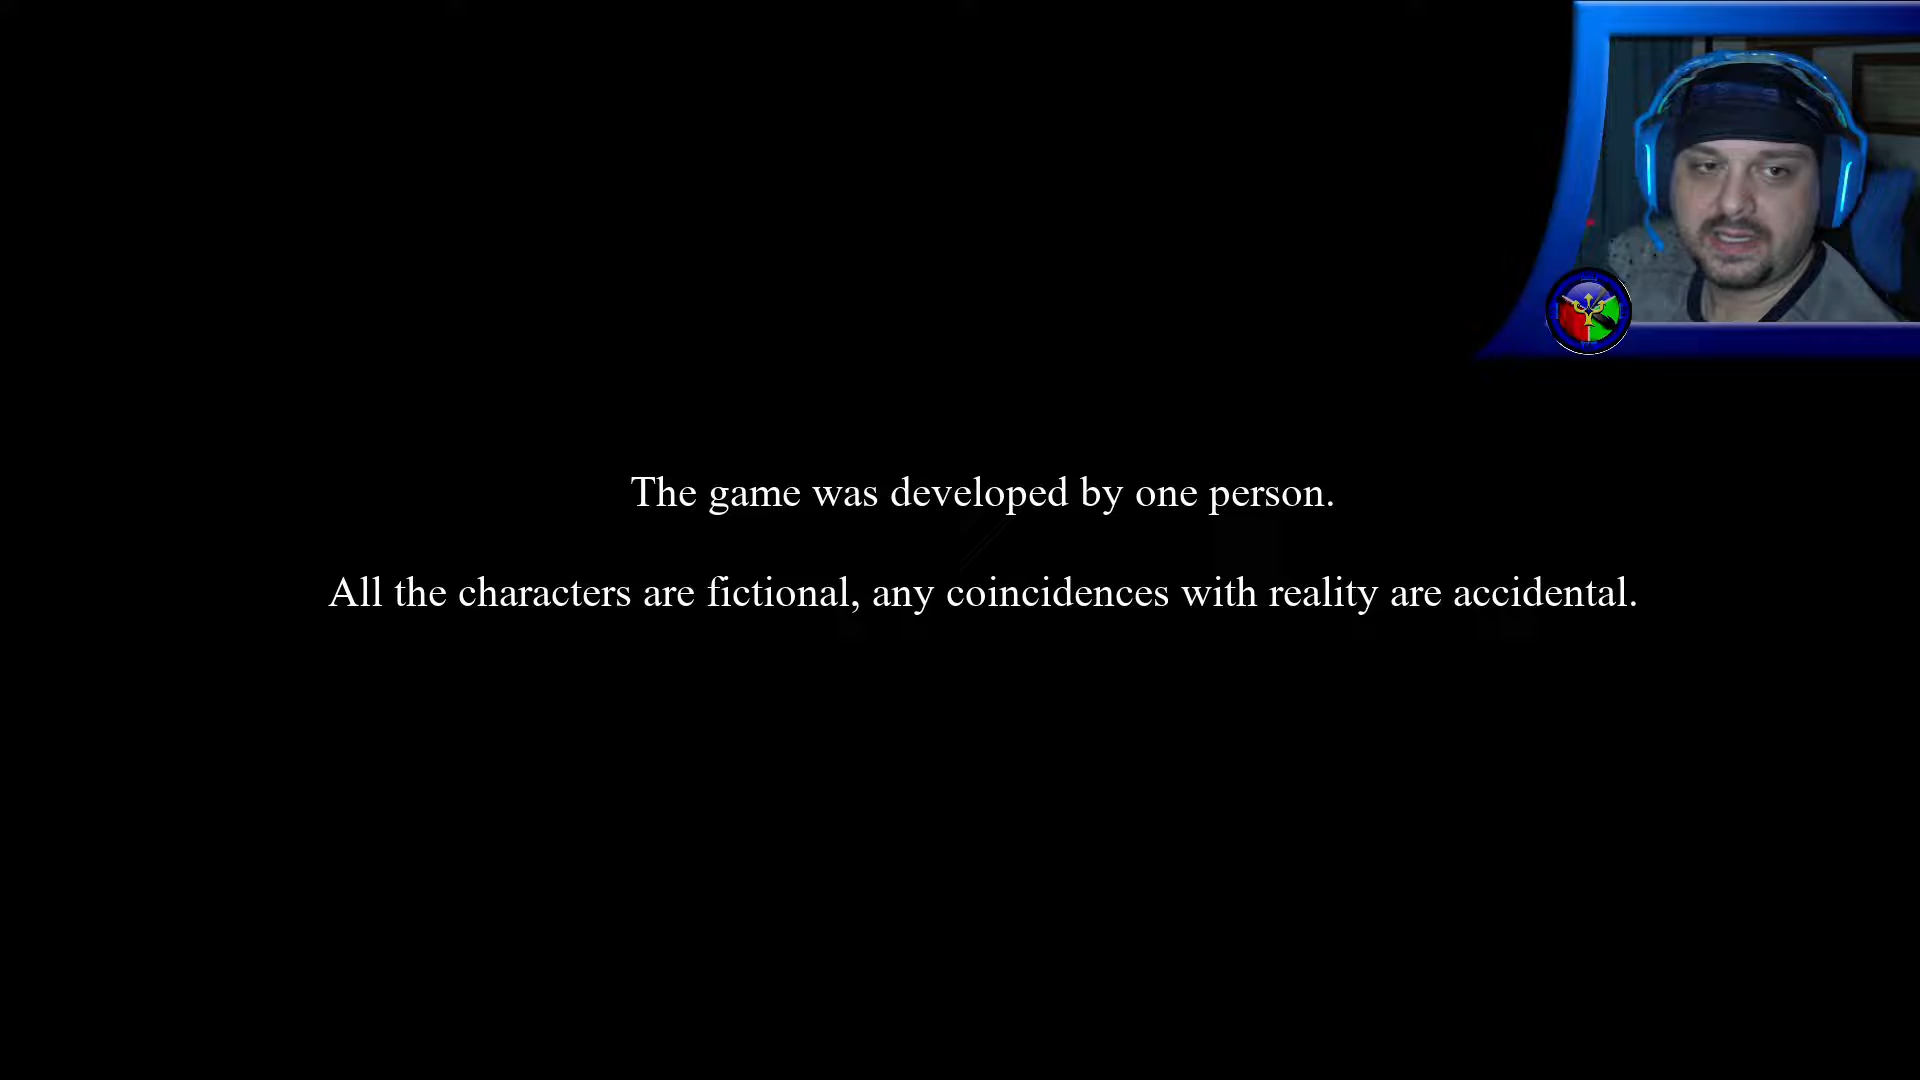 The game was developed by one person.
All the characters are fictional, any coincidences with reality are accidental.